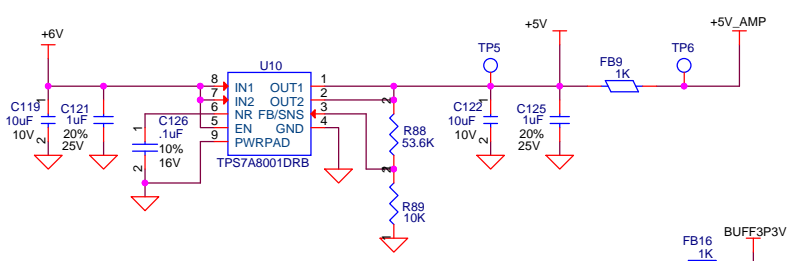 +6V
+5V
+5V_AMP
TP5
FB9
1K
TP6
U10
8
IN1
OUT1
1
7
IN2
OUT2
2
6
NR
FB/SNS
3
5
EN
GND
4
9
PWRPAD
TPS7A8001DRB
C119
10uF
10V
1
2
C121
1uF
20%
25V
C126
.1uF
10%
16V
1
2
R88
53.6K
2
R89
10K
2
1
C122
10uF
10V
1
2
C125
1uF
20%
25V
FB16
1K
BUFF3P3V